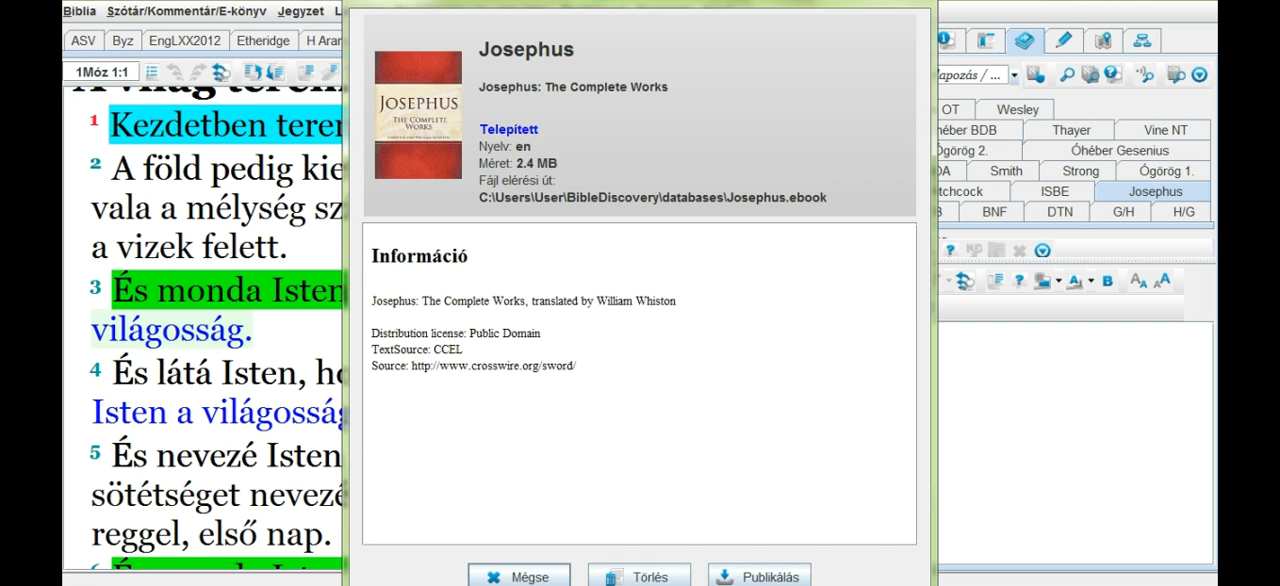 Biblia Szótár/Kommentár/E-könyv Jegyzet
ASV Byz EngLXX2012 Etheridge
1Móz 1:1
1 Kezdetben
2 A föld pedig
vala a mélység
a vizek felett.
3 És monda Isten
világosság.
4 És látá Isten,
Isten a világosság
5 És nevezé Isten
sötétséget
reggel, első nap.
Josephus
JOSEPHUS
THE COMPLETE
WORKS
Josephus: The Complete Works
Telepített
Nyelv: en
Méret: 2.4 MB
Fájl elérési út:
C:\Users\User\BibleDiscovery\databases\Josephus.ebook
Információ
Josephus: The Complete Works, translated by William Whiston
Distribution license: Public Domain
TextSource: CCEL
Source: http://www.crosswire.org/sword/
Mégse Törlés Publikálás
lapozás / ...
OT Wesley
héber BDB Thayer Vine NT
Ógörög 2. Óhéber Gesenius
Smith Strong Ógörög 1.
ISBE Josephus
BNF DTN G/H H/G